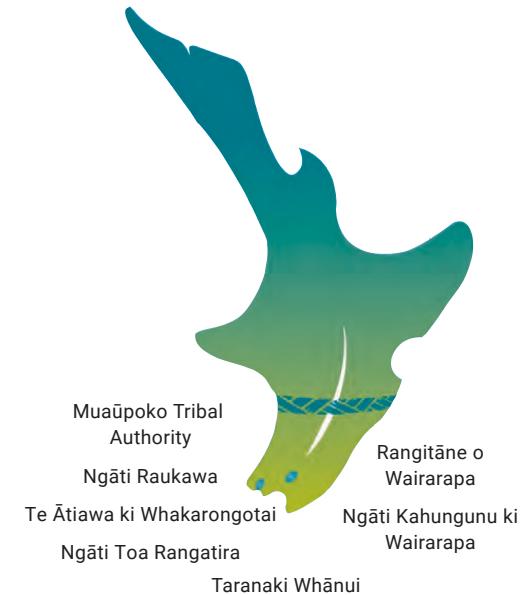 Muaūpoko Tribal
Authority
Ngāti Raukawa
Te Ātiawa ki Whakarongotai
Ngāti Toa Rangatira
Taranaki Whānui
Rangitāne o
Wairarapa
Ngāti Kahungunu ki
Wairarapa